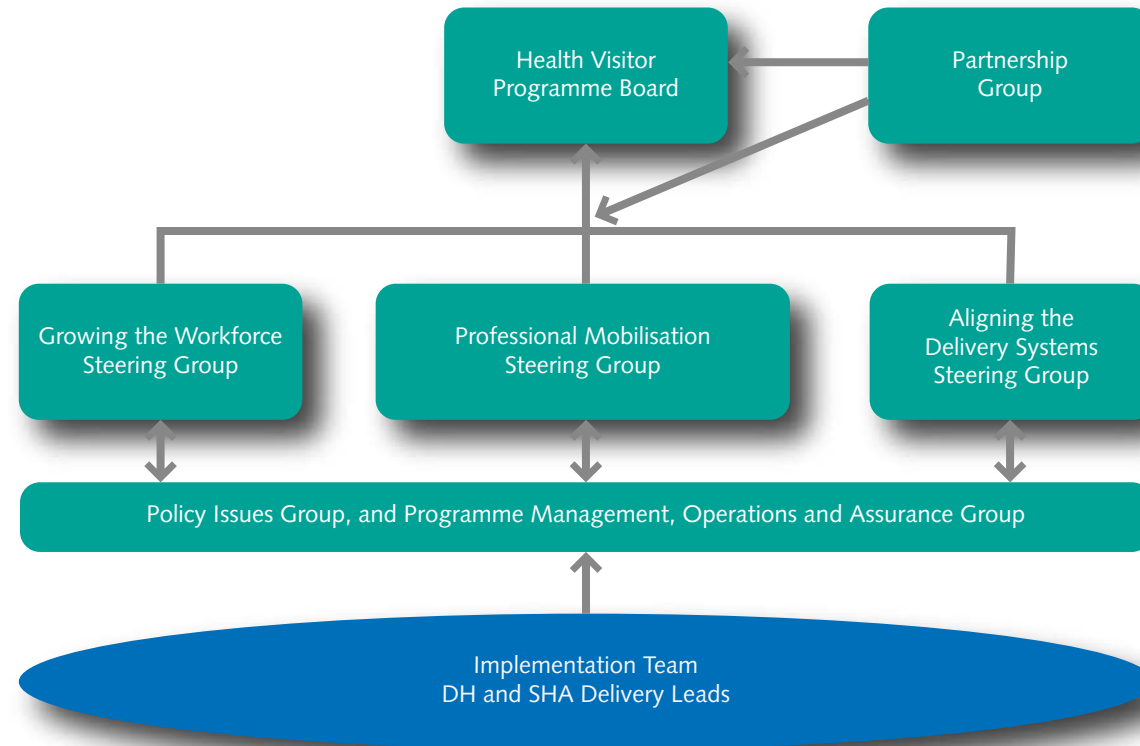 Health Visitor
Programme Board
Partnership
Group
Growing the Workforce
Steering Group
Professional Mobilisation
Steering Group
Aligning the
Delivery Systems
Steering Group
Policy Issues Group, and Programme Management, Operations and Assurance Group
Implementation Team
DH and SHA Delivery Leads